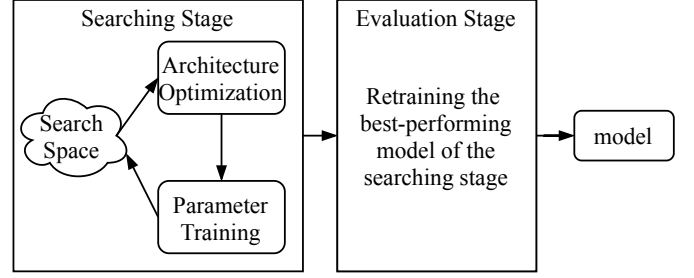 Searching Stage
Architecture
Optimization
Search
Space
Parameter
Training
Evaluation Stage
Retraining the
best-performing
model of the
searching stage
model